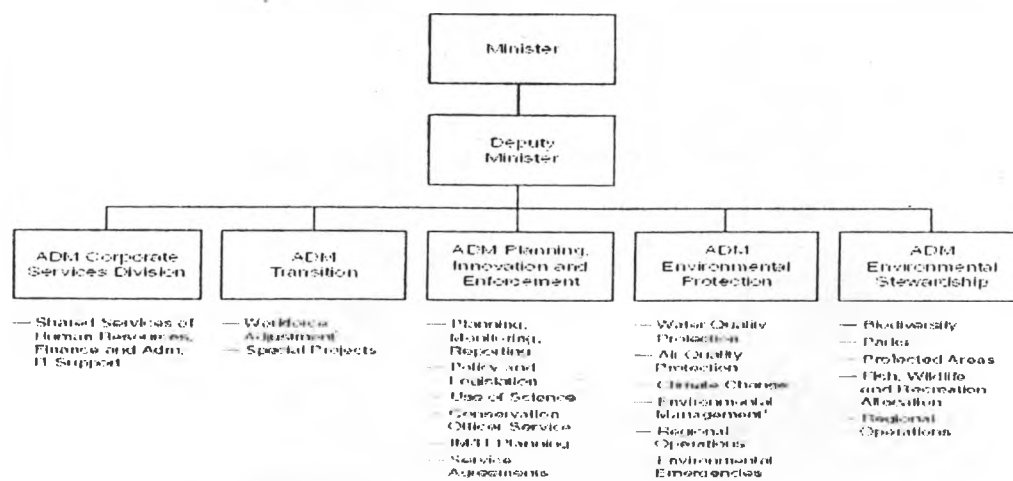 Minister
Deputy
Minister
ADM Corporate
Services Division
— Shared Services of
Human Resources,
Finance and Adm,
IT Support
ADM
Transition
— Workforce
Adjustment
— Special Projects
ADM Planning,
Innovation and
Enforcement
— Planning,
Monitoring,
Reporting
— Policy and
Legislation
— Use of Science
— Conservation
Officer Service
— IM/IT Planning
— Service
Agreements
ADM
Environmental
Protection
— Water Quality
Protection
— Air Quality
Protection
— Climate Change
— Environmental
Management
— Regional
Operations
— Environmental
Emergencies
ADM
Environmental
Stewardship
— Biodiversity
— Parks
— Protected Areas
— Fish, Wildlife
and Recreation
Allocation
— Regional
Operations